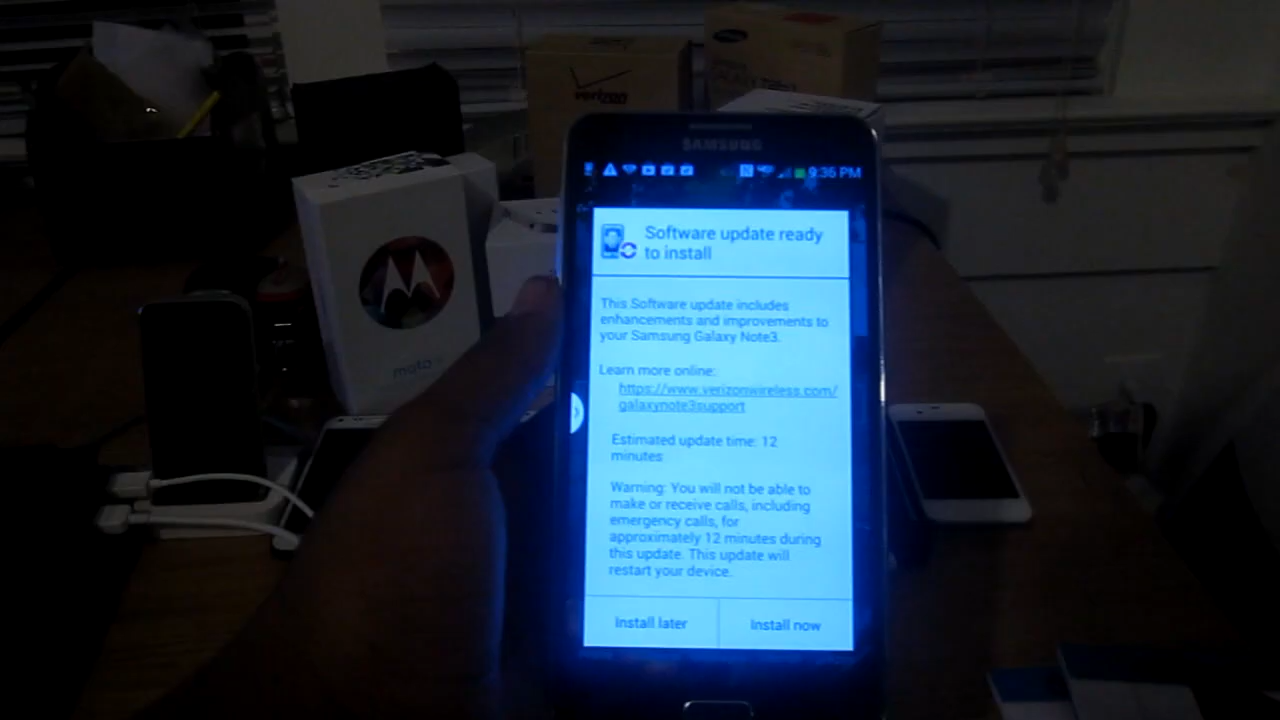 verizon
SAMSUNG
9:36 PM
Software update ready
to install
This Software update includes
enhancements and improvements to
your Samsung Galaxy Note3.
Learn more online:
https://www.verizonwireless.com/
galaxynote3support
Estimated update time: 12
minutes
Warning: You will not be able to
make or receive calls, including
emergency calls, for
approximately 12 minutes during
this update. This update will
restart your device.
Install later
Install now
moto